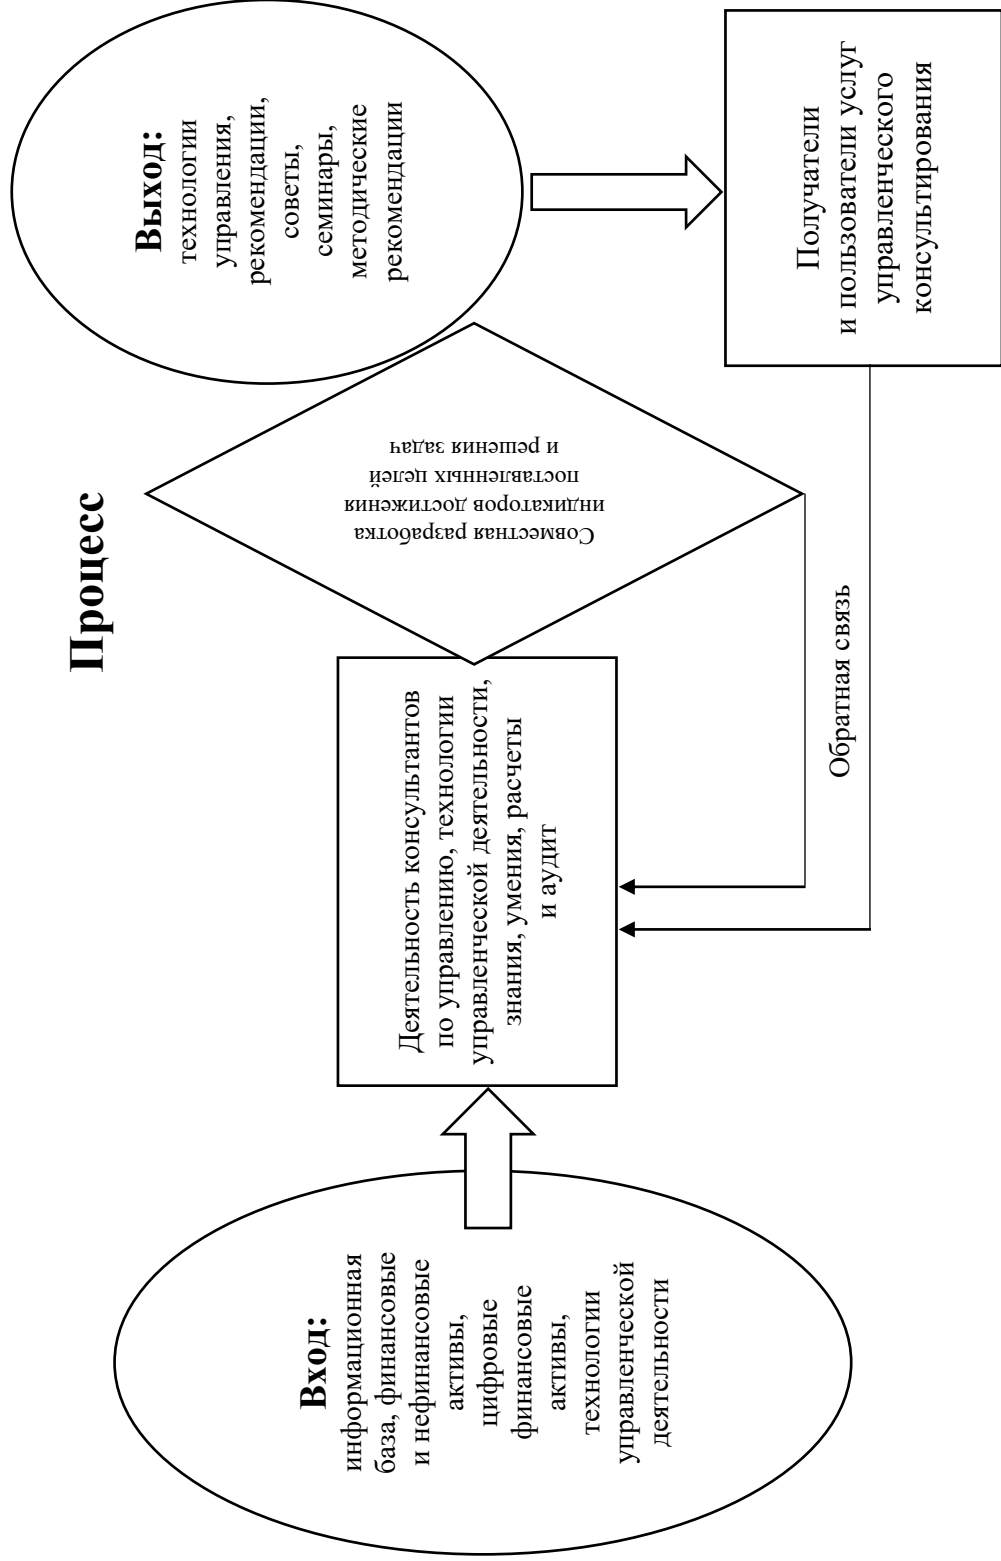 Процесс
Вход:
информационная
база, финансовые
и нефинансовые
активы,
цифровые
финансовые
активы,
технологии
управленческой
деятельности
Деятельность консультантов
по управлению, технологии
управленческой деятельности,
знания, умения, расчеты
и аудит
Совместная разработка
индикаторов достижения
поставленных целей
и решения задач
Выход:
технологии
управления,
рекомендации,
советы,
семинары,
методические
рекомендации
Обратная связь
Получатели
и пользователи услуг
управленческого
консультирования